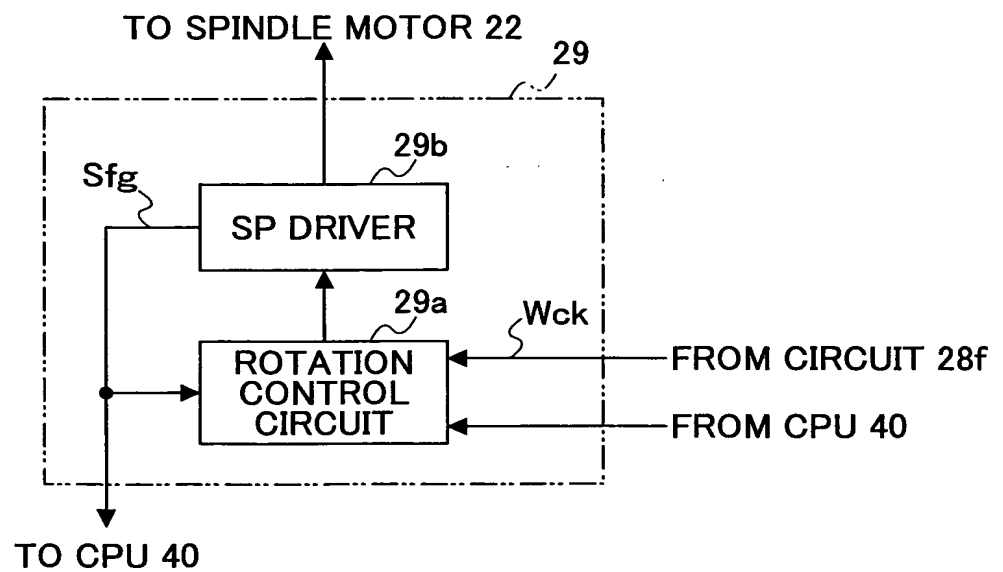 TO SPINDLE MOTOR 22
29
29b
Sfg
SP DRIVER
29a
Wck
ROTATION
CONTROL
CIRCUIT
FROM CIRCUIT 28f
FROM CPU 40
TO CPU 40